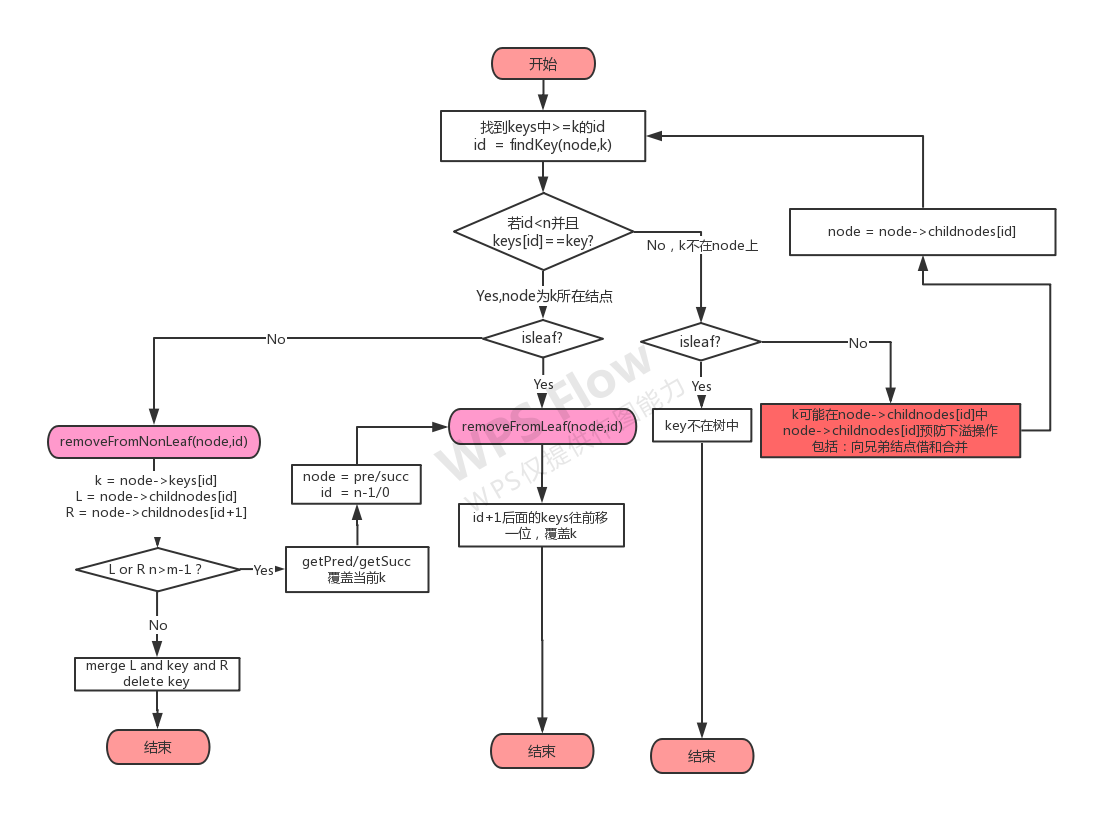 开始
找到keys中>=k的id
id = findKey(node,k)
若id<n并且
keys[id]==key?
No，k不在node上
node = node->childnodes[id]
Yes,node为k所在结点
isleaf?
No
Yes
isleaf?
No
Yes
removeFromNonLeaf(node,id)
removeFromLeaf(node,id)
key不在树中
k可能在node->childnodes[id]中
node->childnodes[id]预防下溢操作
包括：向兄弟结点借和合并
k = node->keys[id]
L = node->childnodes[id]
R = node->childnodes[id+1]
node = pre/succ
id = n-1/0
id+1后面的keys往前移
一位，覆盖k
L or R n>m-1 ?
Yes
getPred/getSucc
覆盖当前k
No
merge L and key and R
delete key
结束
结束
结束
WPS Flow
WPS仅提供作图能力